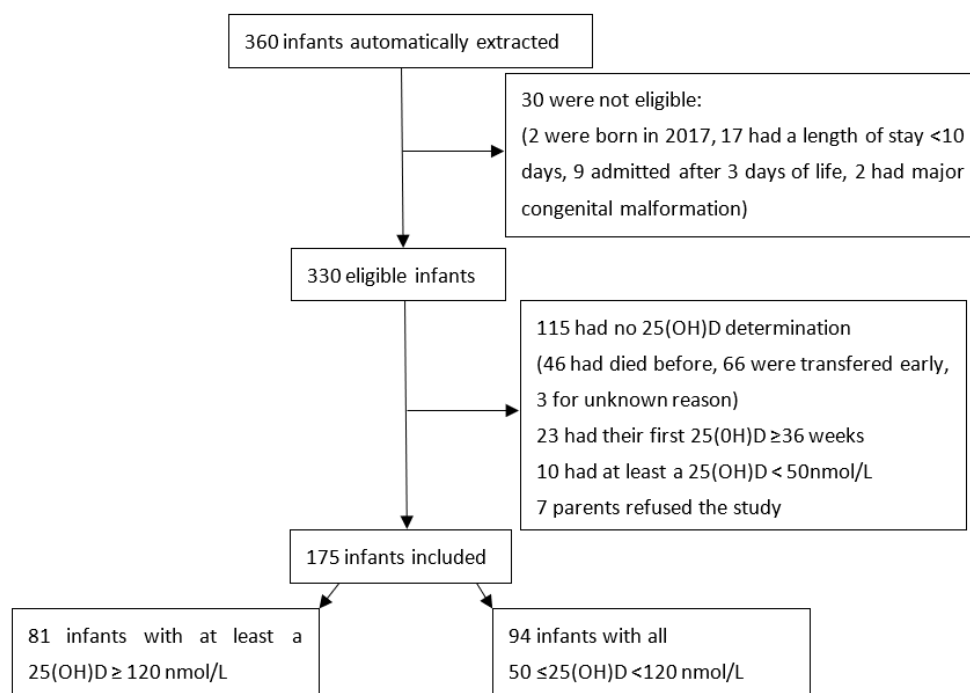 360 infants automatically extracted
30 were not eligible:
(2 were born in 2017, 17 had a length of stay <10
days, 9 admitted after 3 days of life, 2 had major
congenital malformation)
330 eligible infants
115 had no 25(OH)D determination
(46 had died before, 66 were transfered early,
3 for unknown reason)
23 had their first 25(0H)D ≥36 weeks
10 had at least a 25(OH)D < 50nmol/L
7 parents refused the study
175 infants included
81 infants with at least a
25(OH)D ≥ 120 nmol/L
94 infants with all
50 ≤25(OH)D <120 nmol/L